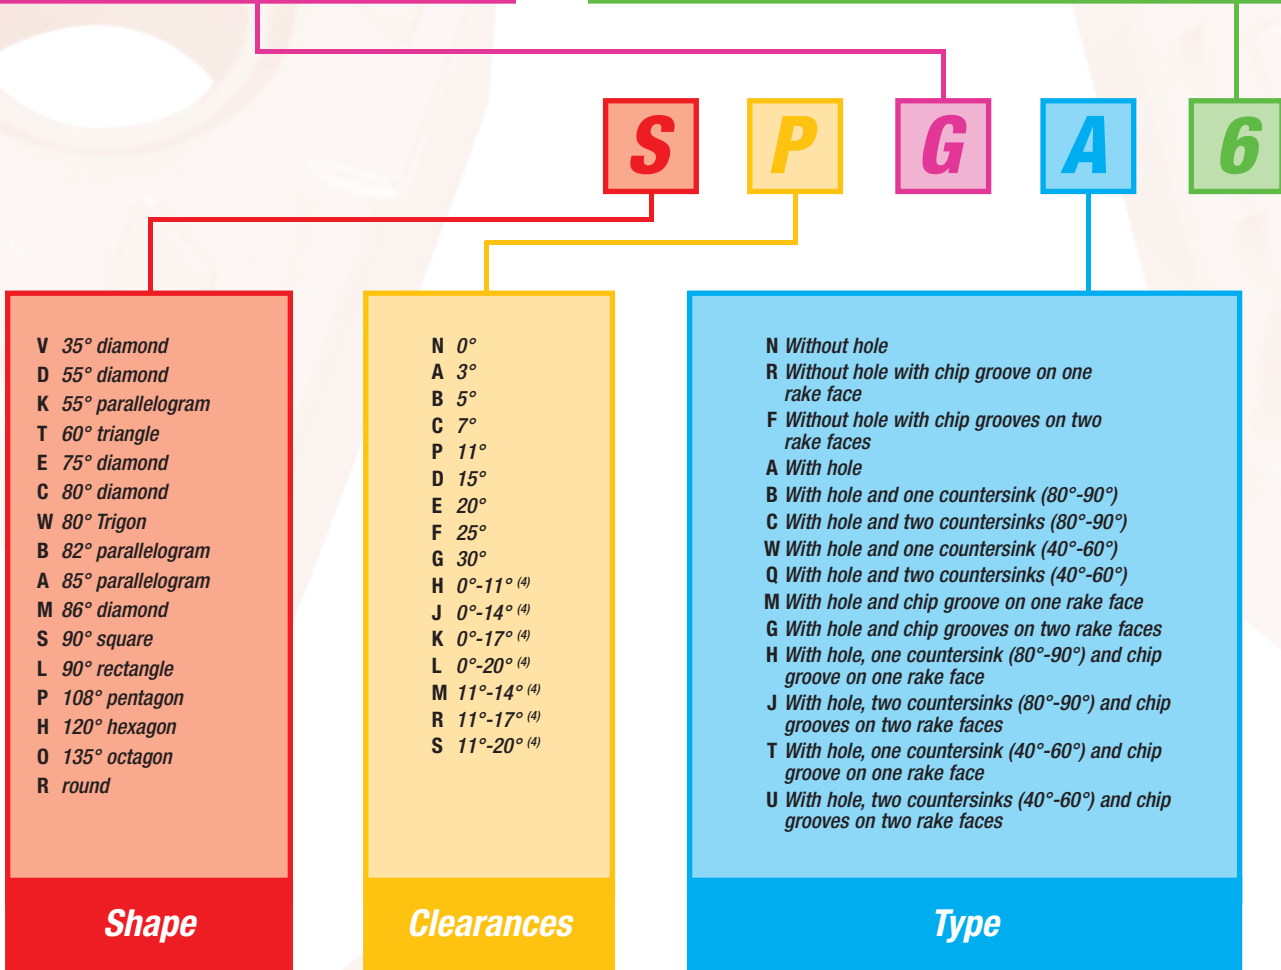 S P G A 6
V 35° diamond
D 55° diamond
K 55° parallelogram
T 60° triangle
E 75° diamond
C 80° diamond
W 80° Trigon
B 82° parallelogram
A 85° parallelogram
M 86° diamond
S 90° square
L 90° rectangle
P 108° pentagon
H 120° hexagon
O 135° octagon
R round
Shape
N 0°
A 3°
B 5°
C 7°
P 11°
D 15°
E 20°
F 25°
G 30°
H 0°-11° (4)
J 0°-14° (4)
K 0°-17° (4)
L 0°-20° (4)
M 11°-14° (4)
R 11°-17° (4)
S 11°-20° (4)
Clearances
N Without hole
R Without hole with chip groove on one
rake face
F Without hole with chip grooves on two
rake faces
A With hole
B With hole and one countersink (80°-90°)
C With hole and two countersinks (80°-90°)
W With hole and one countersink (40°-60°)
Q With hole and two countersinks (40°-60°)
M With hole and chip groove on one rake face
G With hole and chip grooves on two rake faces
H With hole, one countersink (80°-90°) and chip
groove on one rake face
J With hole, two countersinks (80°-90°) and chip
grooves on two rake faces
T With hole, one countersink (40°-60°) and chip
groove on one rake face
U With hole, two countersinks (40°-60°) and chip
grooves on two rake faces
Type